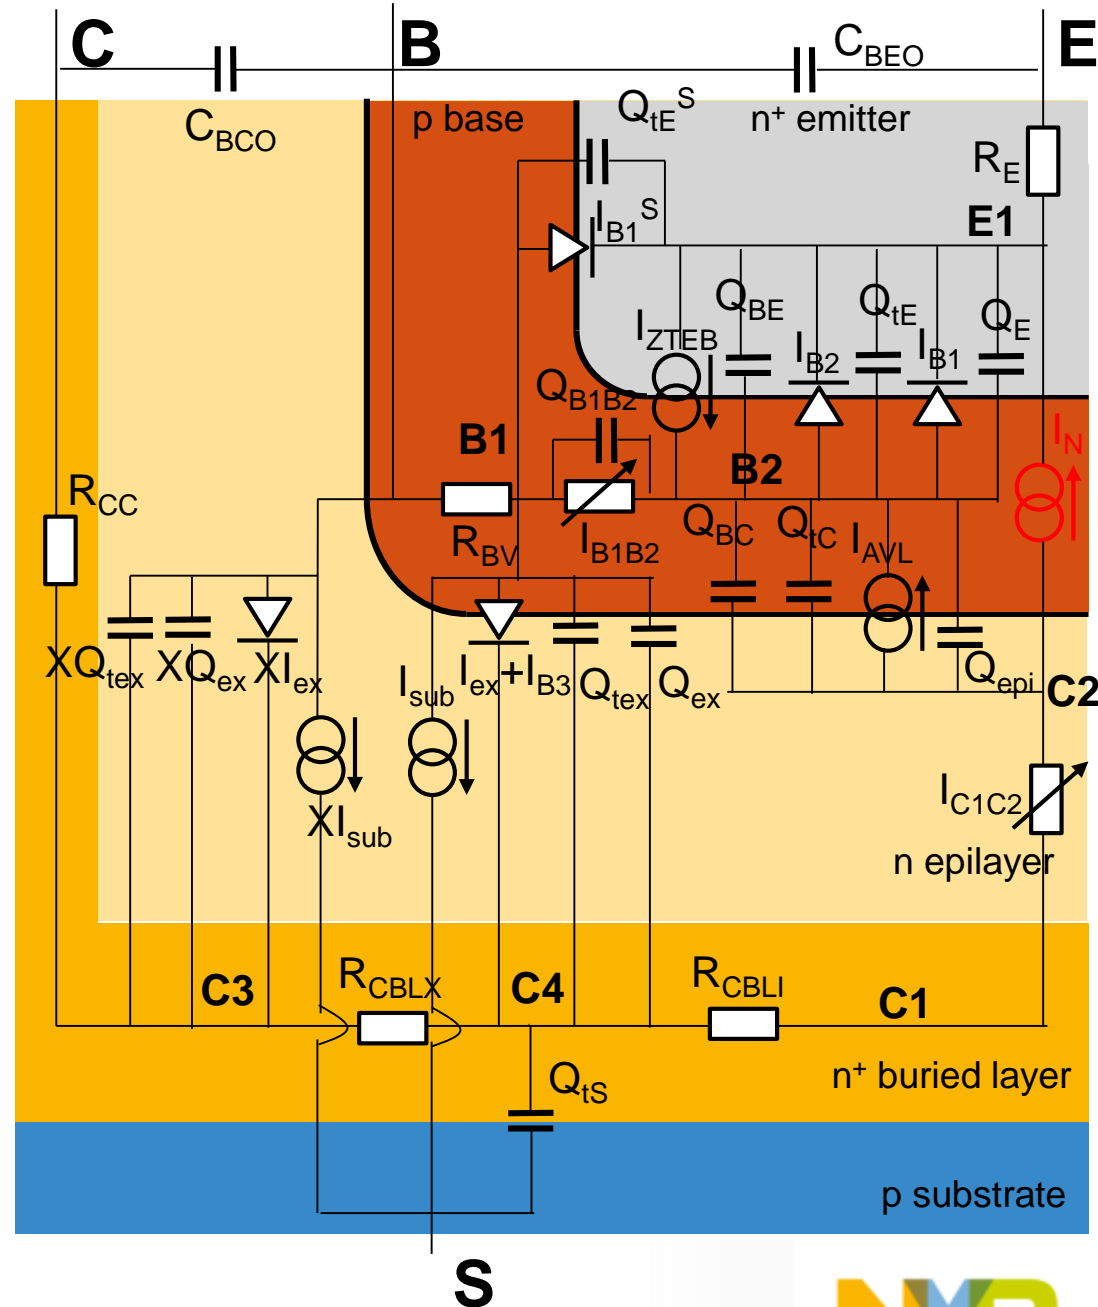 C B E
C_BEO
C_BCO
p base
Q_tE^S
n⁺ emitter
R_E
I_B1^S
E1
Q_BE
Q_tE
Q_E
I_ZTEB
I_B2
I_B1
Q_B1B2
B1
B2
I_N
R_CC
R_BV
I_B1B2
Q_BC
Q_tC
I_AVL
XQ_tex
XQ_ex
XI_ex
I_sub
I_ex+I_B3
Q_tex
Q_ex
Q_epi
C2
XI_sub
I_C1C2
n epilayer
C3
R_CBLX
C4
R_CBLI
C1
Q_tS
n⁺ buried layer
p substrate
S